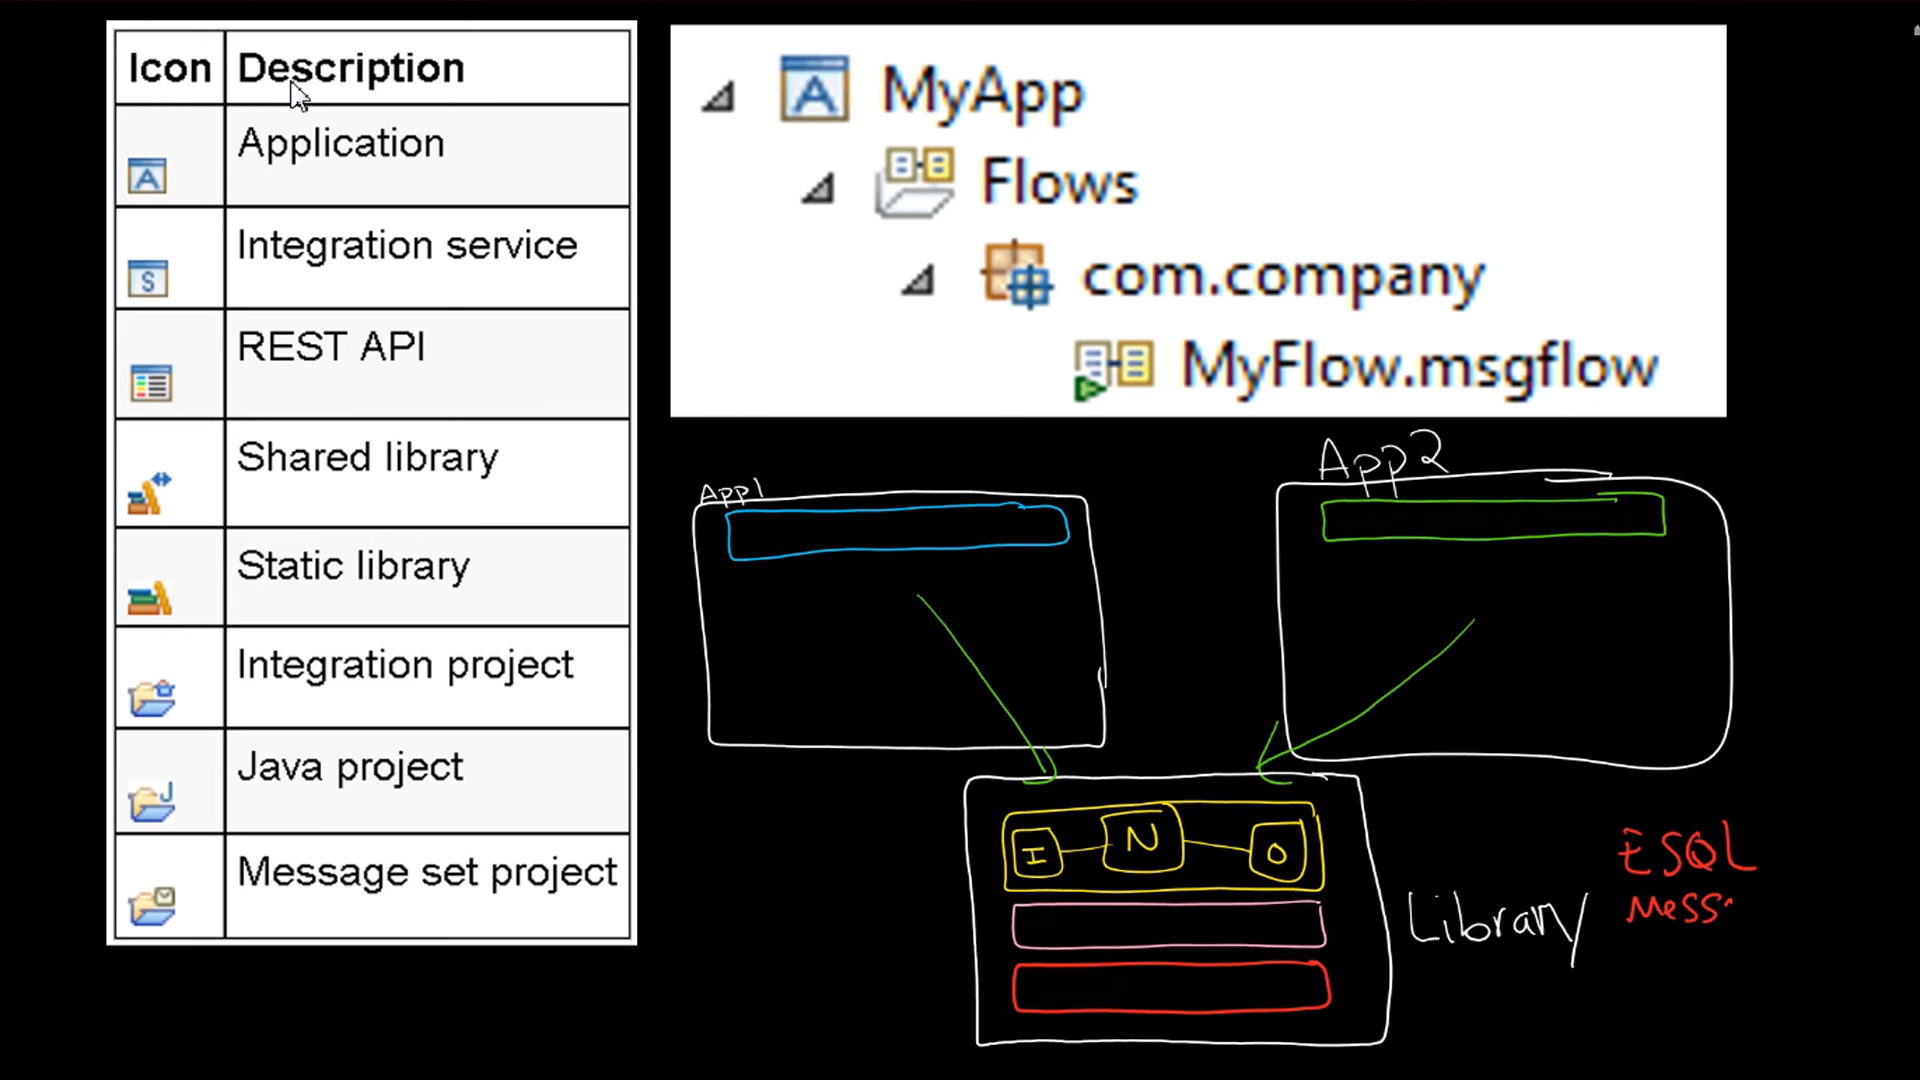 Icon Description
A Application
S Integration service
REST API
Shared library
Static library
Integration project
J Java project
Message set project
A MyApp
Flows
com.company
MyFlow.msgflow
App1
App2
I N O
Library
ESQL
Mess